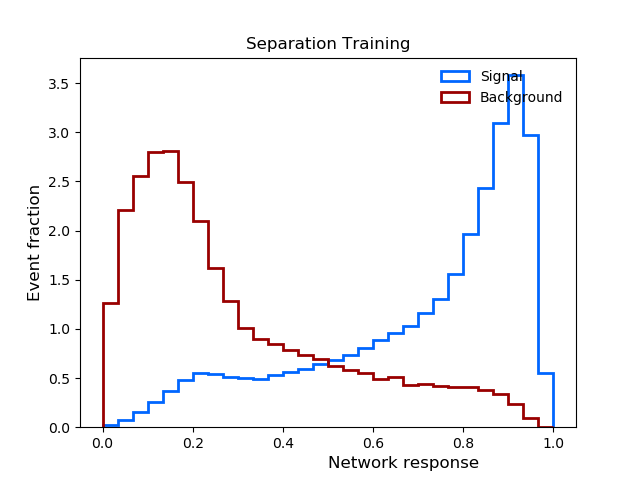 Separation Training
Signal
Background
Event fraction
3.5
3.0
2.5
2.0
1.5
1.0
0.5
0.0
0.0 0.2 0.4 0.6 0.8 1.0
Network response